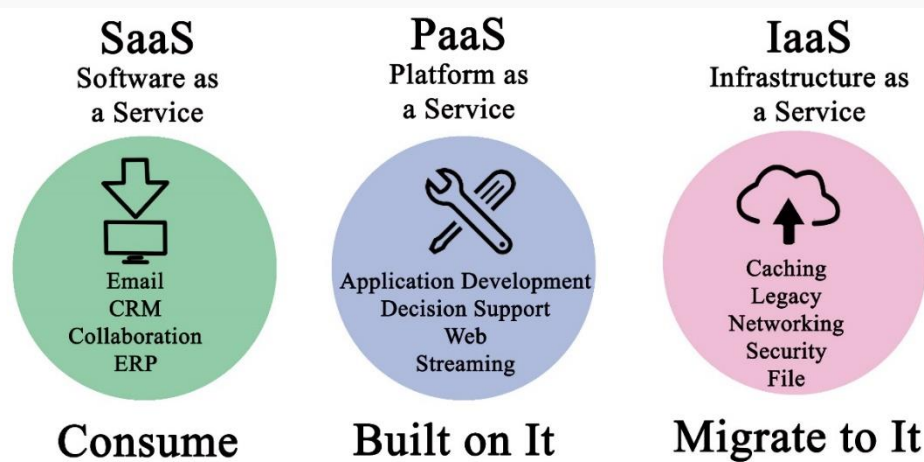 SaaS
Software as
a Service
Email
CRM
Collaboration
ERP
Consume
PaaS
Platform as
a Service
Application Development
Decision Support
Web
Streaming
Built on It
IaaS
Infrastructure as
a Service
Caching
Legacy
Networking
Security
File
Migrate to It